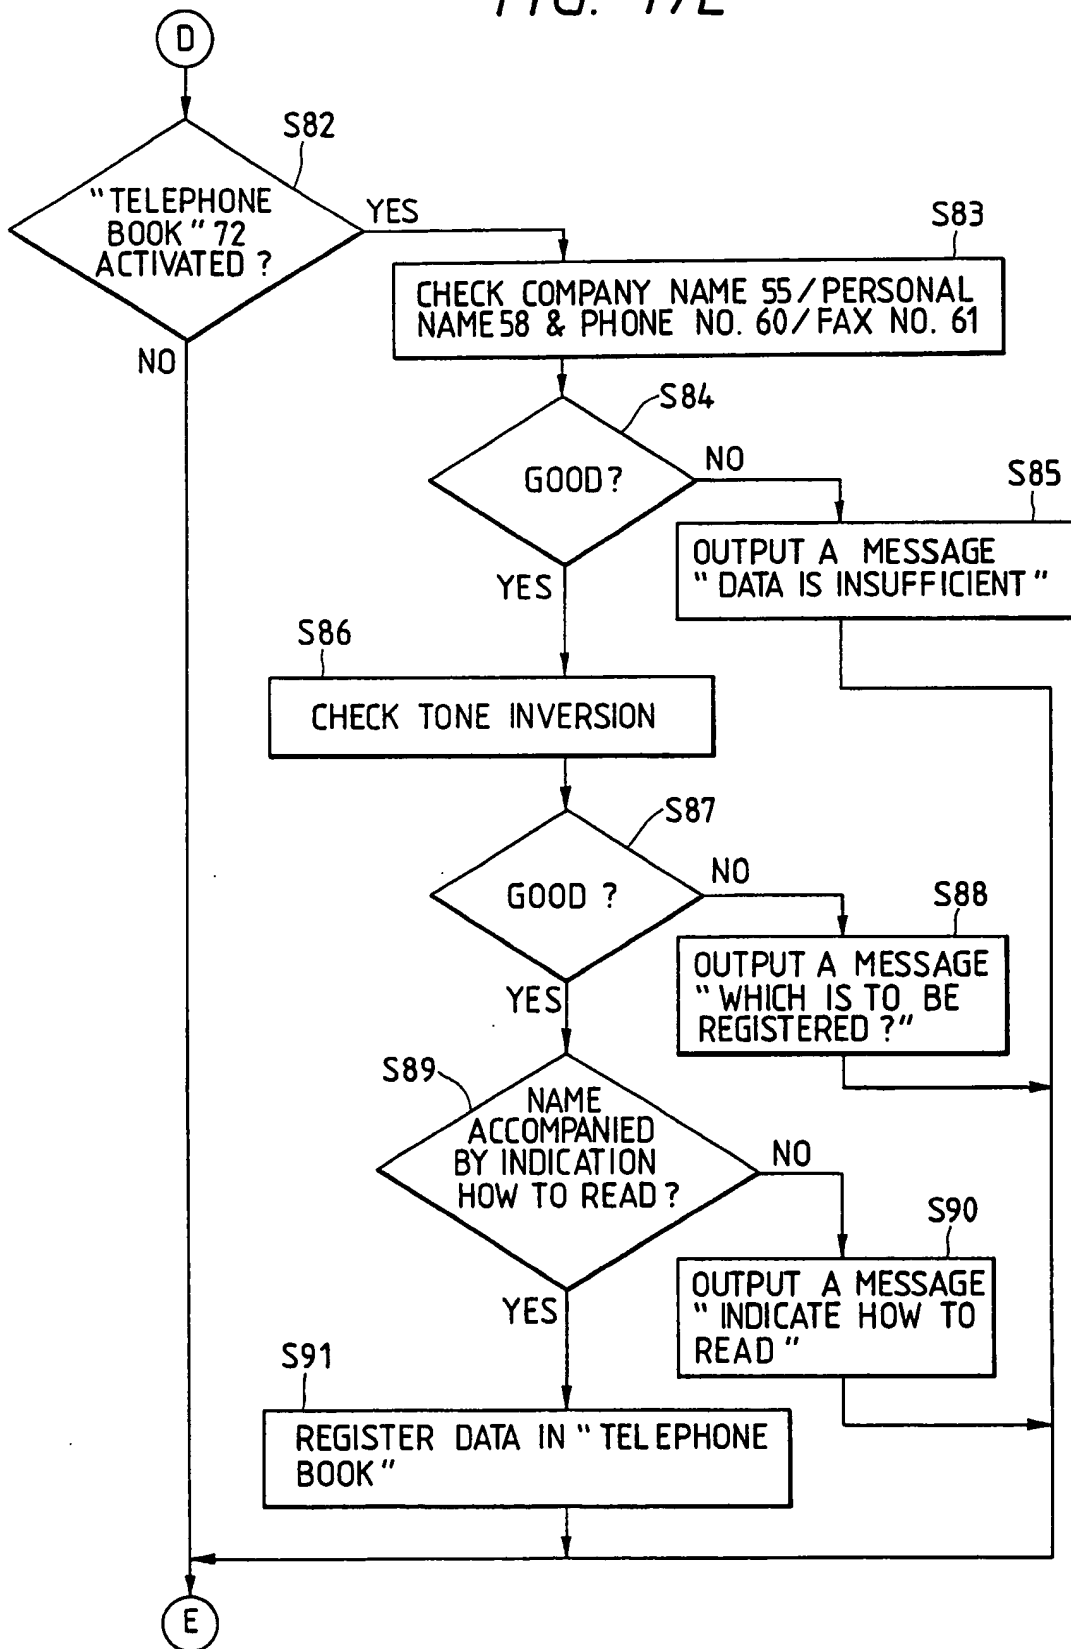 D
S82
"TELEPHONE
BOOK" 72
ACTIVATED ?
YES
NO
S83
CHECK COMPANY NAME 55/PERSONAL
NAME 58 & PHONE NO. 60/FAX NO. 61
S84
GOOD?
NO
YES
S85
OUTPUT A MESSAGE
"DATA IS INSUFFICIENT"
S86
CHECK TONE INVERSION
S87
GOOD ?
NO
YES
S88
OUTPUT A MESSAGE
"WHICH IS TO BE
REGISTERED ?"
S89
NAME
ACCOMPANIED
BY INDICATION
HOW TO READ ?
NO
YES
S90
OUTPUT A MESSAGE
"INDICATE HOW TO
READ"
S91
REGISTER DATA IN "TELEPHONE
BOOK"
E